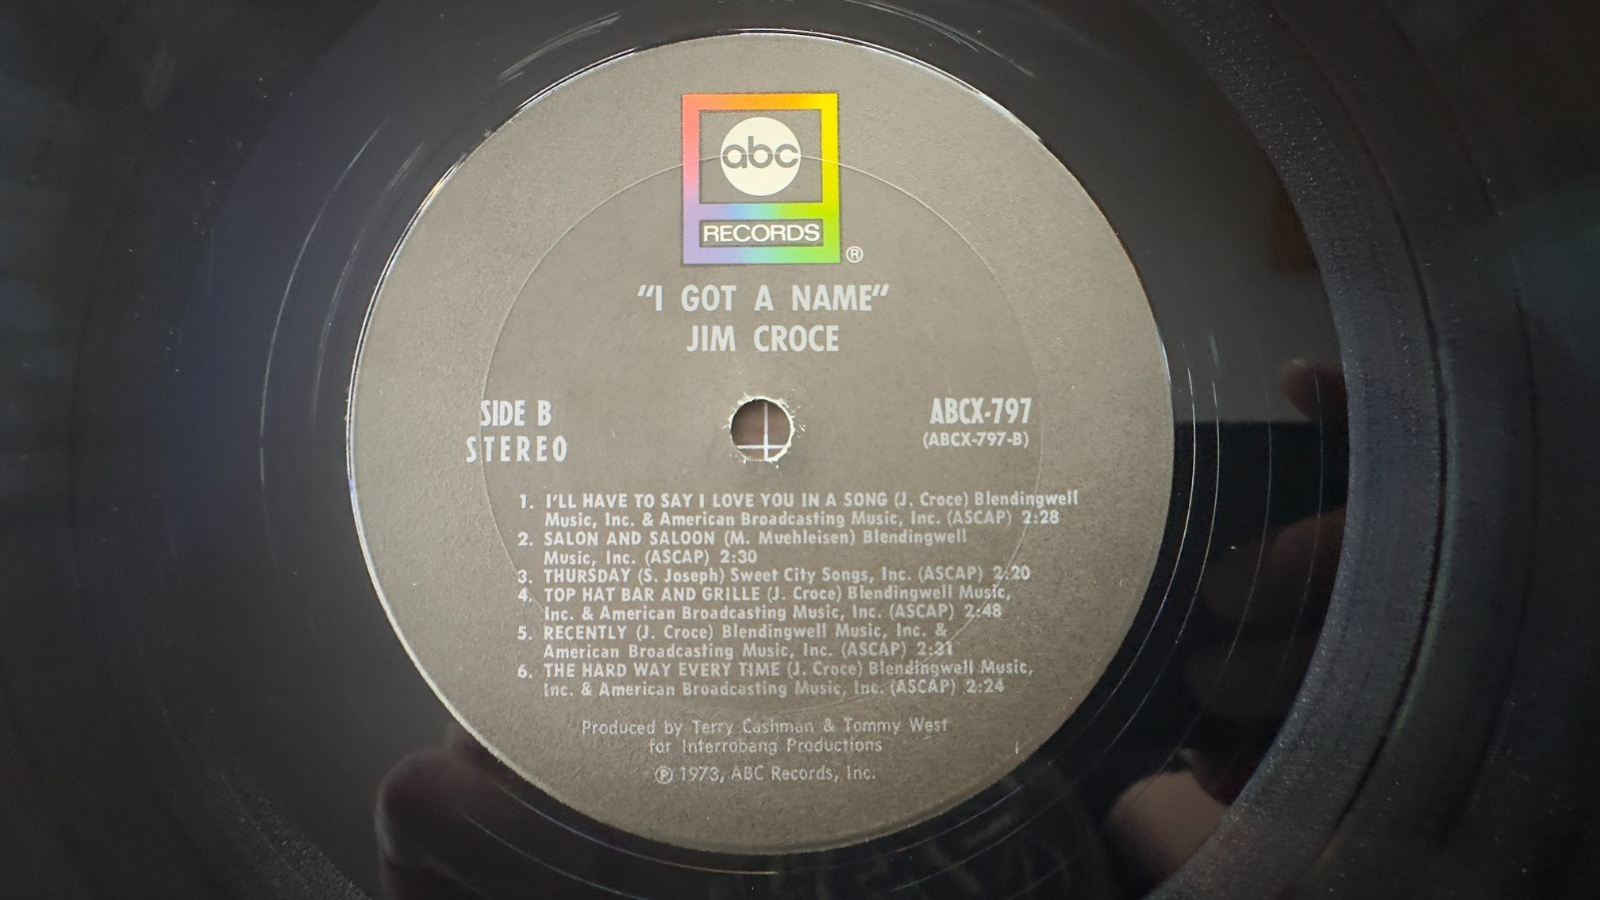 abc
RECORDS
®
"I GOT A NAME"
JIM CROCE
SIDE B
STEREO
ABCX-797
(ABCX-797-B)
1. I'LL HAVE TO SAY I LOVE YOU IN A SONG (J. Croce) Blendingwell
Music, Inc. & American Broadcasting Music, Inc. (ASCAP) 2:28
2. SALON AND SALOON (M. Muehleisen) Blendingwell
Music, Inc. (ASCAP) 2:30
3. THURSDAY (S. Joseph) Sweet City Songs, Inc. (ASCAP) 2:20
4. TOP HAT BAR AND GRILLE (J. Croce) Blendingwell Music,
Inc. & American Broadcasting Music, Inc. (ASCAP) 2:48
5. RECENTLY (J. Croce) Blendingwell Music, Inc. &
American Broadcasting Music, Inc. (ASCAP) 2:31
6. THE HARD WAY EVERY TIME (J. Croce) Blendingwell Music,
Inc. & American Broadcasting Music, Inc. (ASCAP) 2:24
Produced by Terry Cashman & Tommy West
for Interrobang Productions
℗ 1973, ABC Records, Inc.